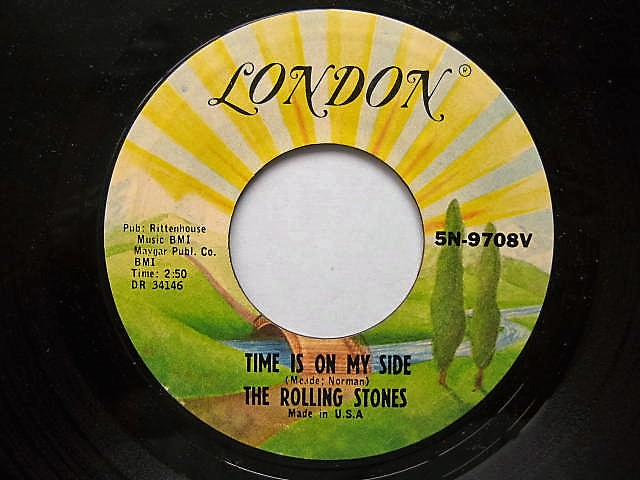 LONDON®
Pub: Rittenhouse
Music BMI
Maygar Publ. Co.
BMI
Time: 2:50
DR 34146
5N-9708V
TIME IS ON MY SIDE
(Meade; Norman)
THE ROLLING STONES
Made in U.S.A